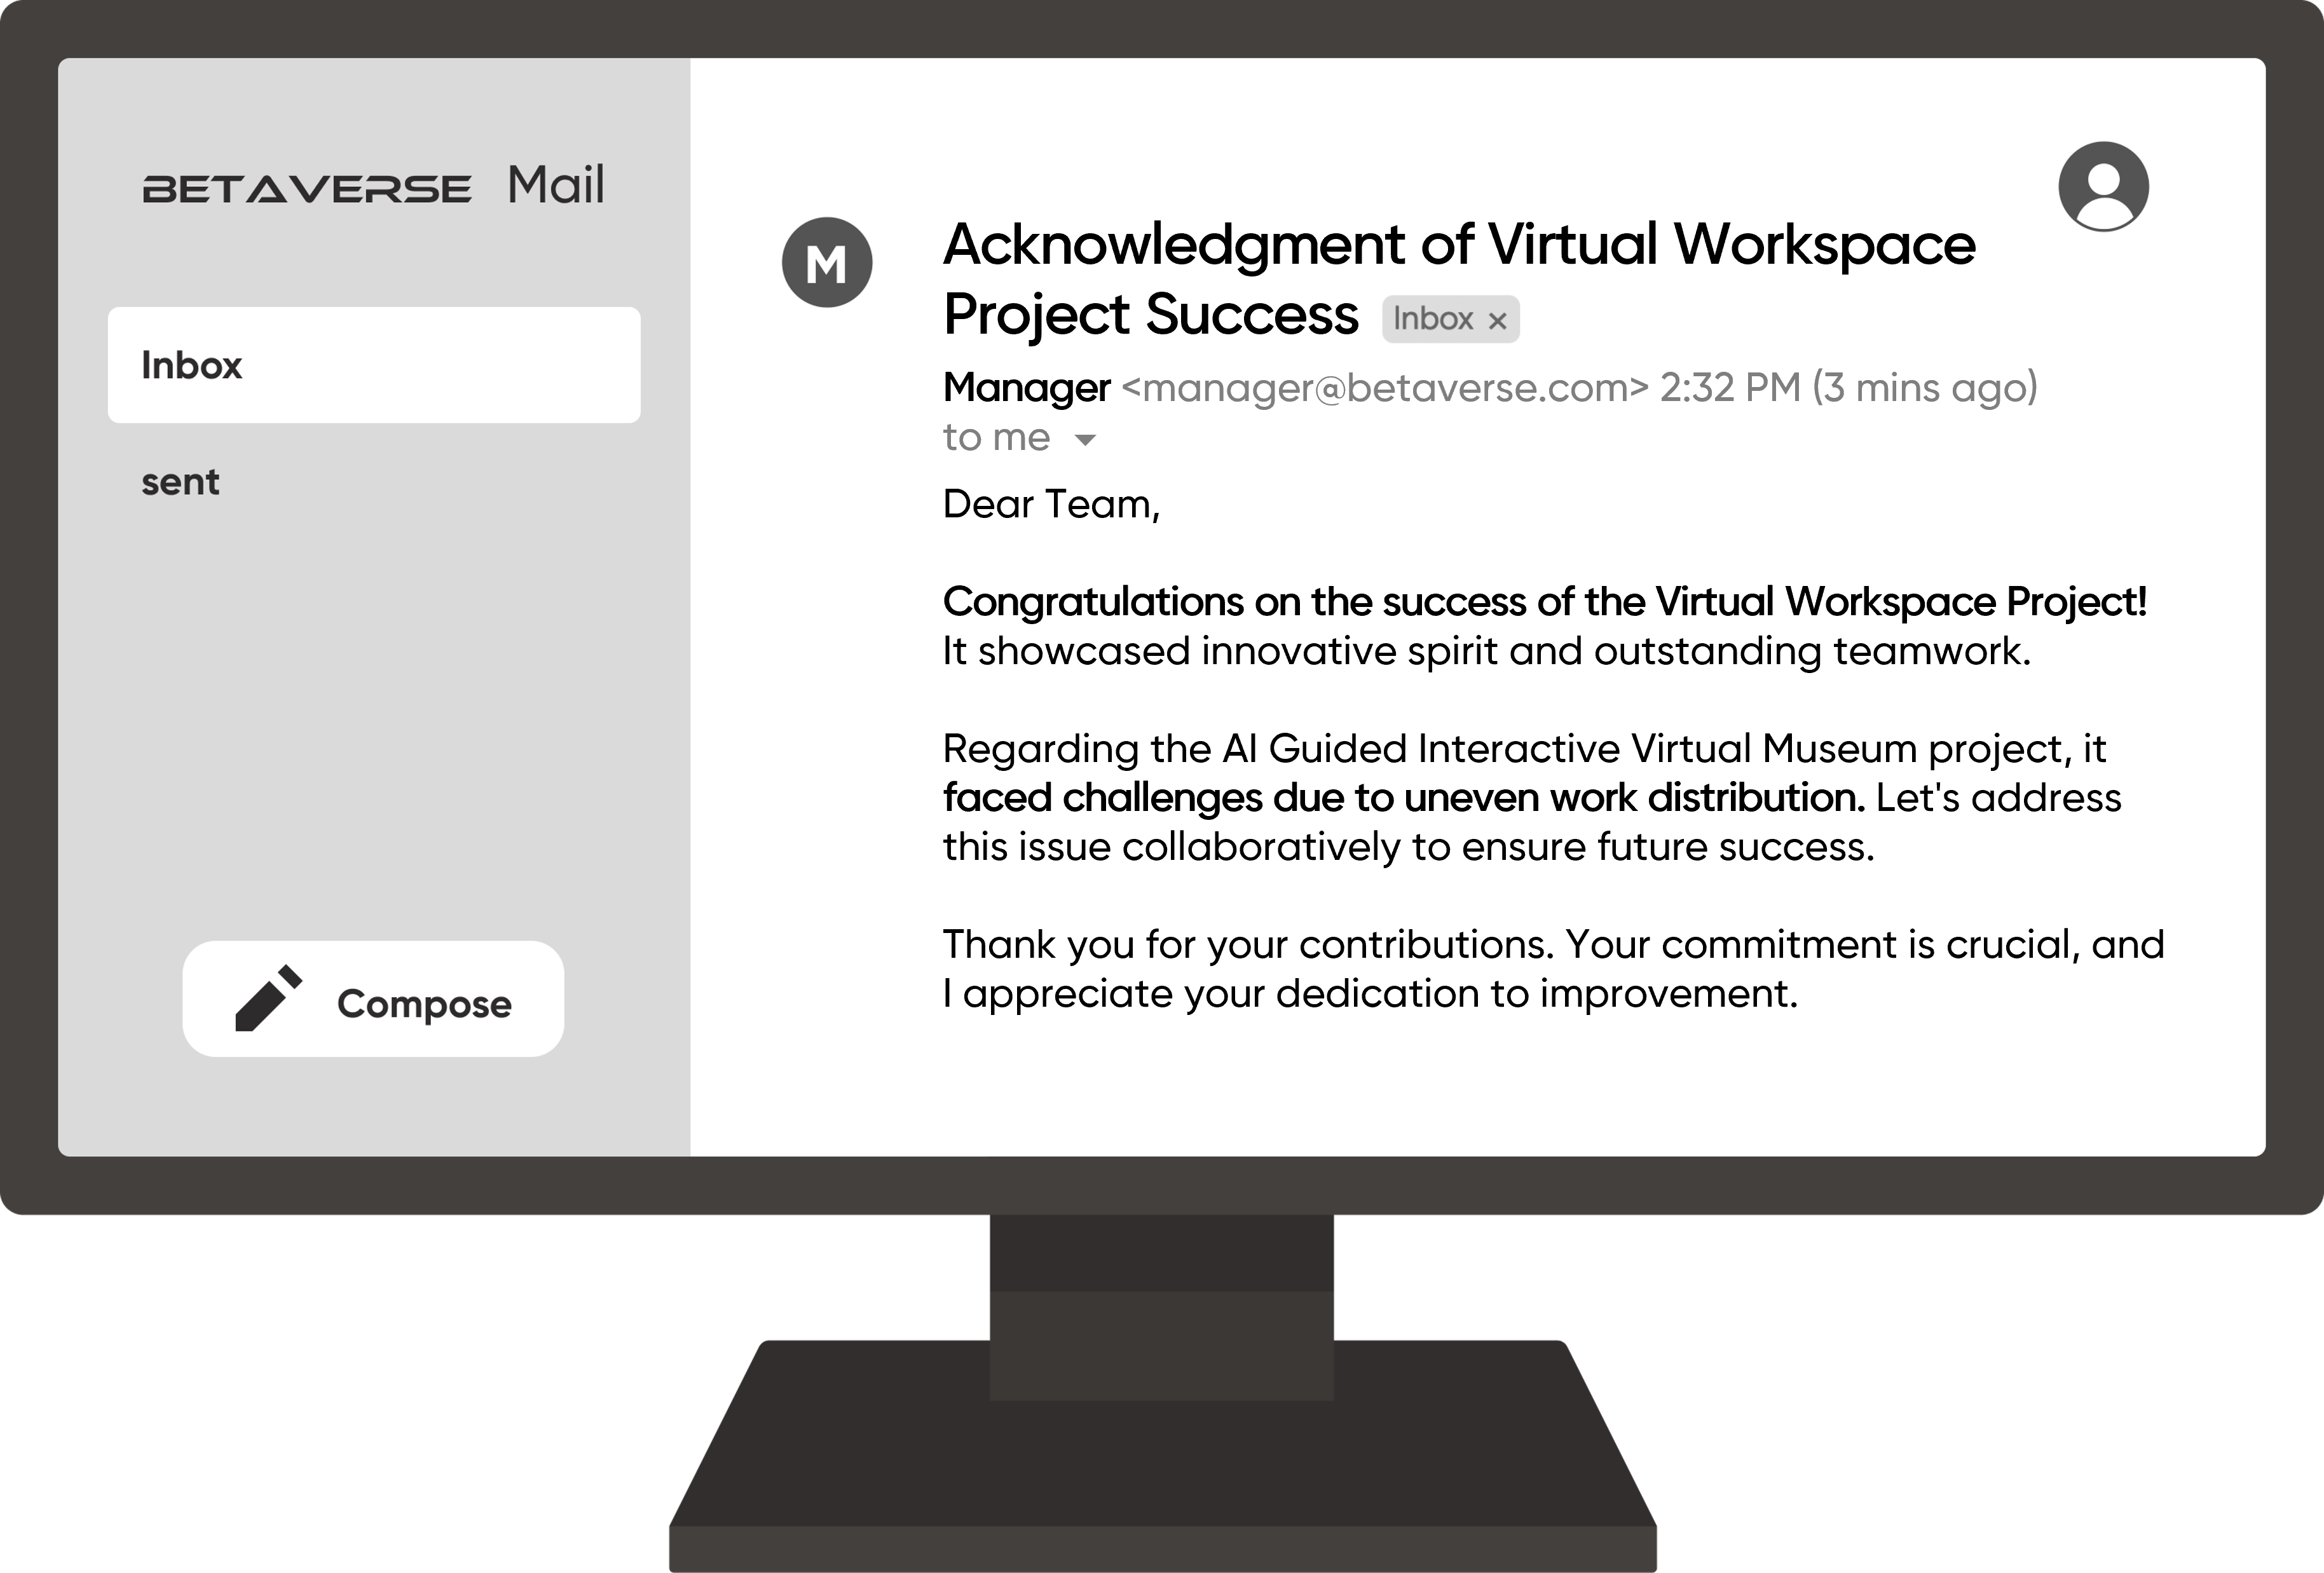 BETAVERSE Mail
Inbox
sent
Compose
M
Acknowledgment of Virtual Workspace
Project Success Inbox ×
Manager <manager@betaverse.com> 2:32 PM (3 mins ago)
to me
Dear Team,
Congratulations on the success of the Virtual Workspace Project!
It showcased innovative spirit and outstanding teamwork.
Regarding the AI Guided Interactive Virtual Museum project, it
faced challenges due to uneven work distribution. Let's address
this issue collaboratively to ensure future success.
Thank you for your contributions. Your commitment is crucial, and
I appreciate your dedication to improvement.